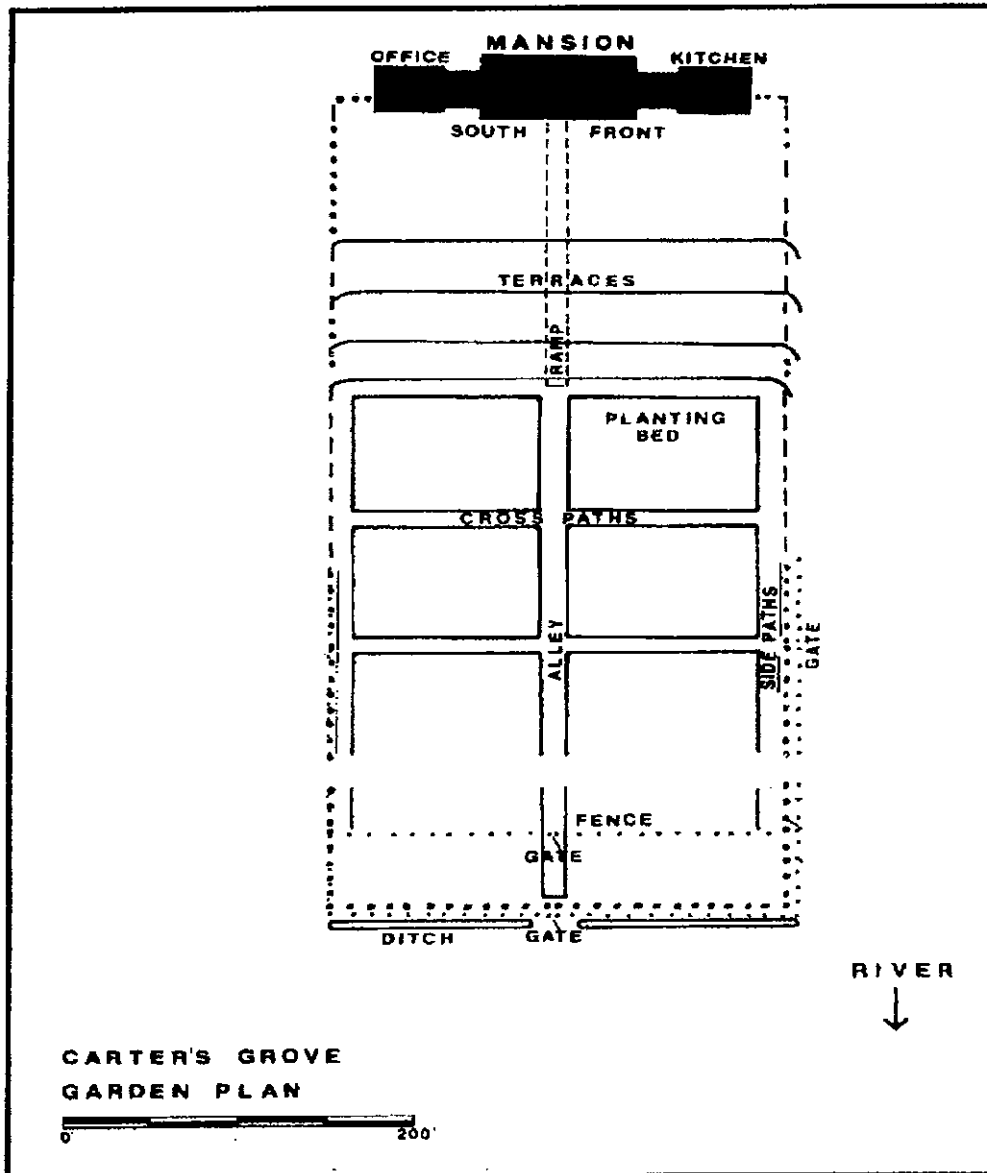 MANSION
OFFICE
KITCHEN
SOUTH FRONT
TERRACES
RAMP
PLANTING
BED
CROSS PATHS
ALLEY
SIDE PATHS
GATE
FENCE
GATE
DITCH
GATE
RIVER
CARTER'S GROVE
GARDEN PLAN
0 200'